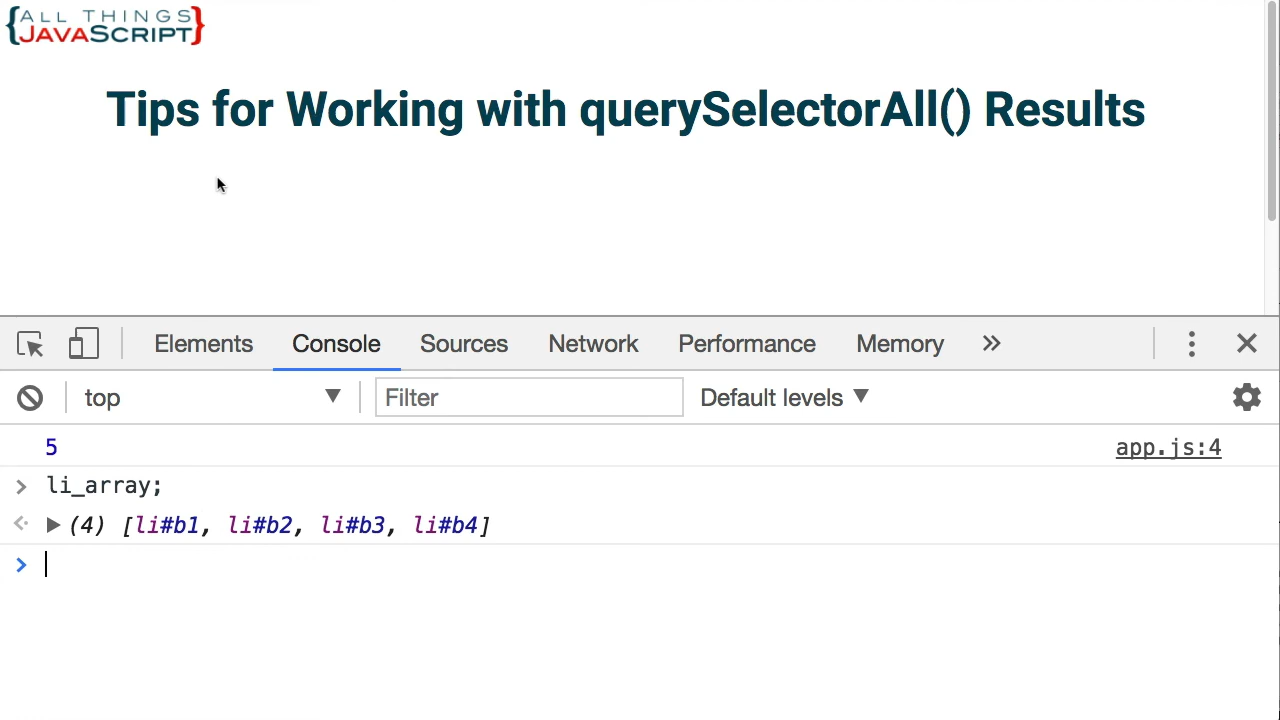 {ALL THINGS
JAVASCRIPT}
Tips for Working with querySelectorAll() Results
Elements Console Sources Network Performance Memory »
top ▼ Filter Default levels ▼
5 app.js:4
> li_array;
<· ▶ (4) [li#b1, li#b2, li#b3, li#b4]
>